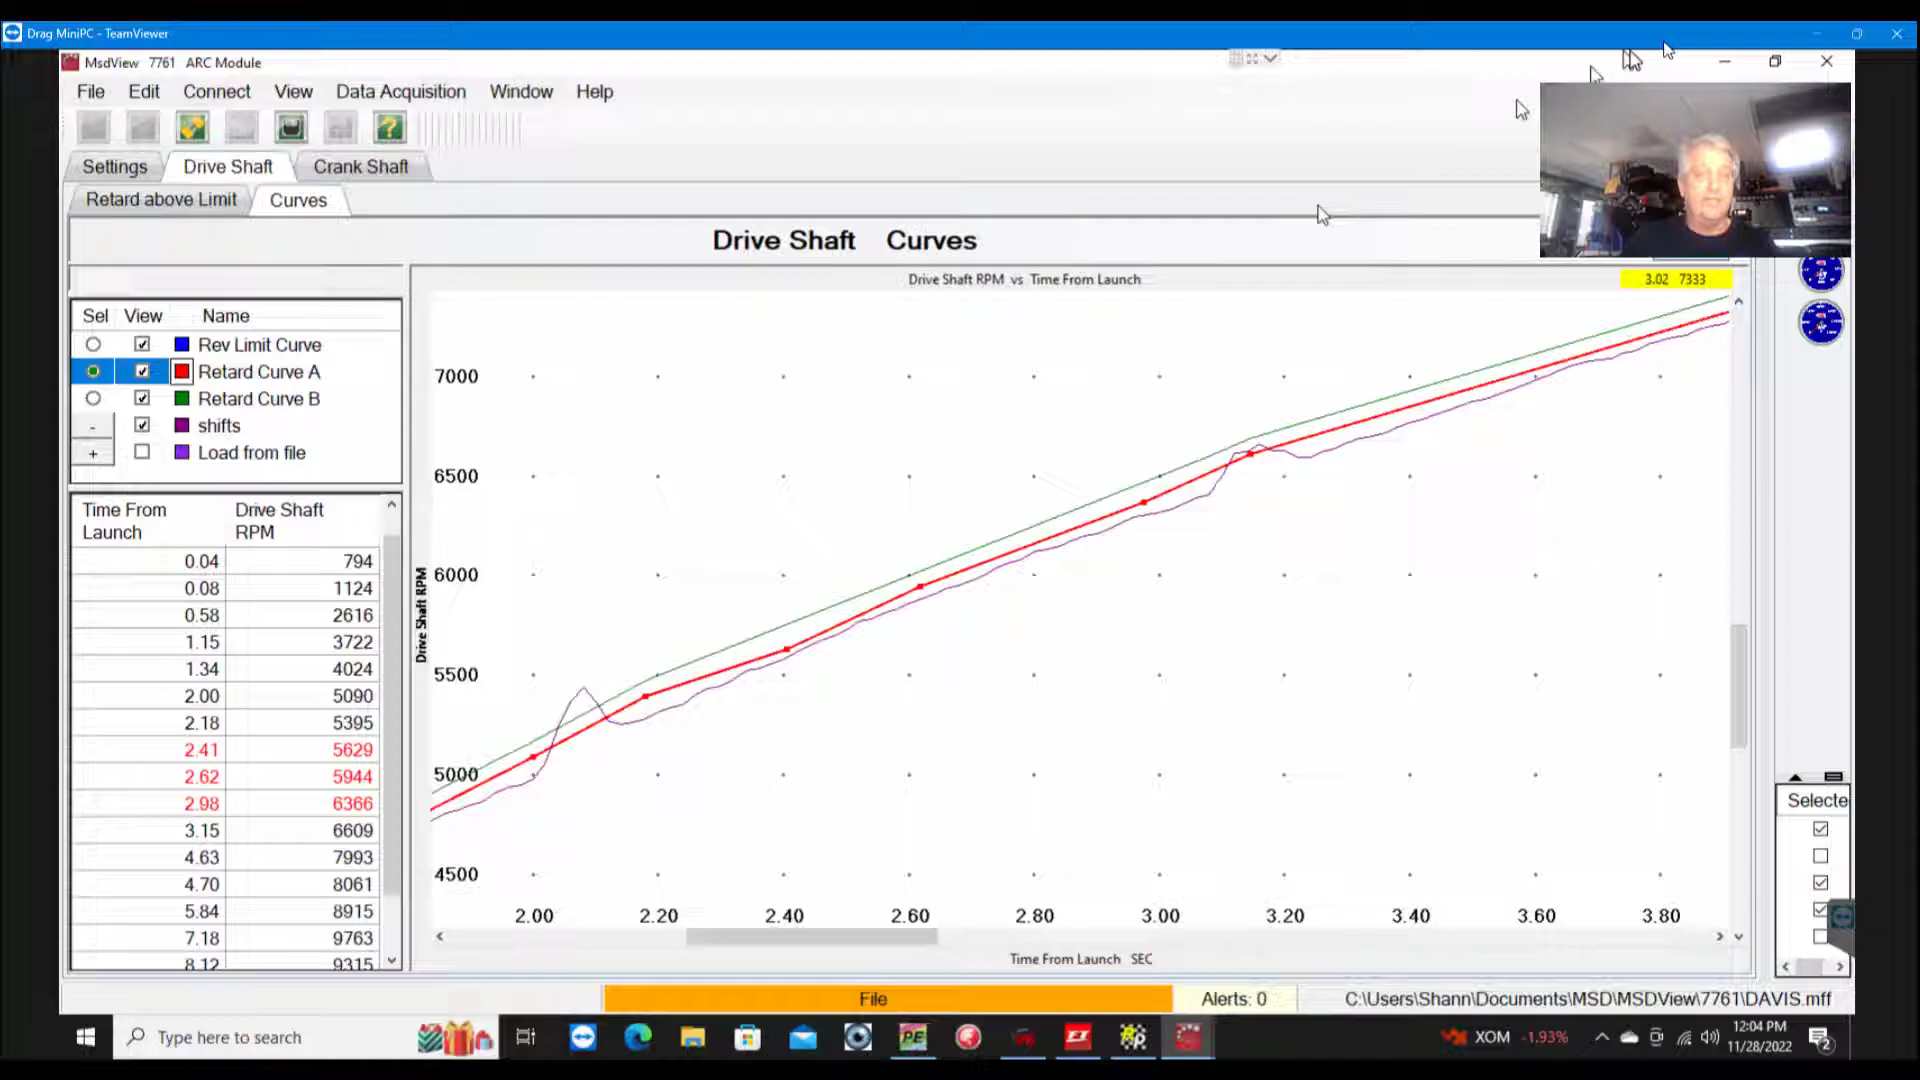 Drag MiniPC - TeamViewer
MsdView 7761 ARC Module
File Edit Connect View Data Acquisition Window Help
Settings Drive Shaft Crank Shaft
Retard above Limit Curves
Drive Shaft Curves
Drive Shaft RPM vs Time From Launch
3.02 7333
Sel View Name
Rev Limit Curve
Retard Curve A
Retard Curve B
- shifts
+ Load from file
Time From Launch Drive Shaft RPM
0.04 794
0.08 1124
0.58 2616
1.15 3722
1.34 4024
2.00 5090
2.18 5395
2.41 5629
2.62 5944
2.98 6366
3.15 6609
4.63 7993
4.70 8061
5.84 8915
7.18 9763
8.12 9315
Drive Shaft RPM
7000
6500
6000
5500
5000
4500
2.00 2.20 2.40 2.60 2.80 3.00 3.20 3.40 3.60 3.80
Time From Launch SEC
Selecte
File
Alerts: 0
C:\Users\Shann\Documents\MSD\MSDView\7761\DAVIS.mff
Type here to search
PE
XOM -1.93%
12:04 PM
11/28/2022
2